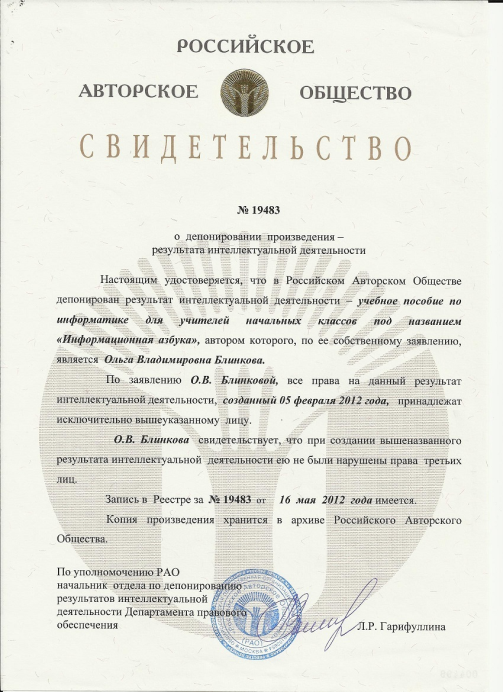 РОССИЙСКОЕ
АВТОРСКОЕ ОБЩЕСТВО
СВИДЕТЕЛЬСТВО
№ 19483
о депонировании произведения –
результата интеллектуальной деятельности
Настоящим удостоверяется, что в Российском Авторском Обществе
депонирован результат интеллектуальной деятельности – учебное пособие по
информатике для учителей начальных классов под названием
«Информационная азбука», автором которого, по ее собственному заявлению,
является Ольга Владимировна Блинкова.
По заявлению О.В. Блинковой, все права на данный результат
интеллектуальной деятельности, созданный 05 февраля 2012 года, принадлежат
исключительно вышеуказанному лицу.
О.В. Блинкова свидетельствует, что при создании вышеназванного
результата интеллектуальной деятельности ею не были нарушены права третьих
лиц.
Запись в Реестре за № 19483 от 16 мая 2012 года имеется.
Копия произведения хранится в архиве Российского Авторского
Общества.
По уполномочению РАО
начальник отдела по депонированию
результатов интеллектуальной
деятельности Департамента правового
обеспечения Л.Р. Гарифуллина